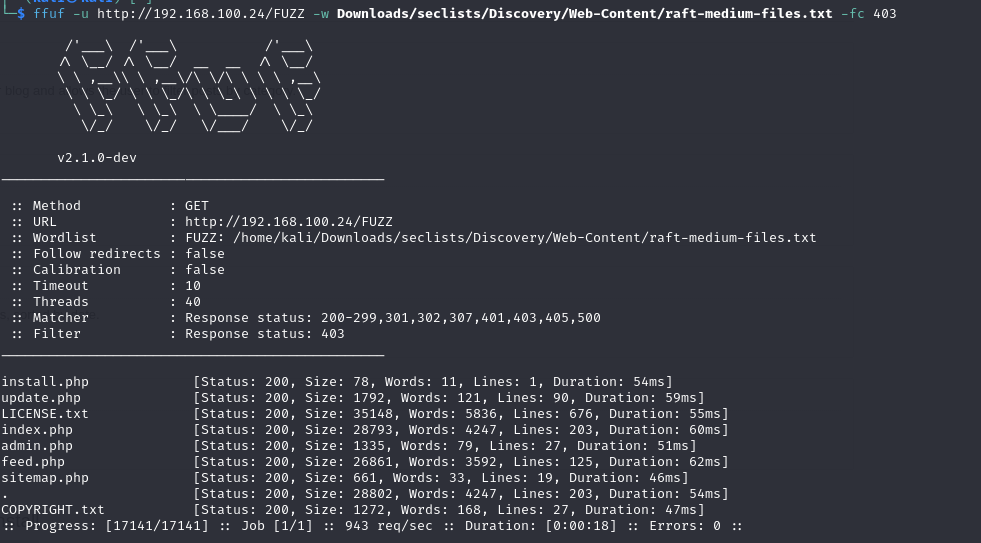 └─$ ffuf -u http://192.168.100.24/FUZZ -w Downloads/seclists/Discovery/Web-Content/raft-medium-files.txt -fc 403
v2.1.0-dev
:: Method : GET
:: URL : http://192.168.100.24/FUZZ
:: Wordlist : FUZZ: /home/kali/Downloads/seclists/Discovery/Web-Content/raft-medium-files.txt
:: Follow redirects : false
:: Calibration : false
:: Timeout : 10
:: Threads : 40
:: Matcher : Response status: 200-299,301,302,307,401,403,405,500
:: Filter : Response status: 403
install.php [Status: 200, Size: 78, Words: 11, Lines: 1, Duration: 54ms]
update.php [Status: 200, Size: 1792, Words: 121, Lines: 90, Duration: 59ms]
LICENSE.txt [Status: 200, Size: 35148, Words: 5836, Lines: 676, Duration: 55ms]
index.php [Status: 200, Size: 28793, Words: 4247, Lines: 203, Duration: 60ms]
admin.php [Status: 200, Size: 1335, Words: 79, Lines: 27, Duration: 51ms]
feed.php [Status: 200, Size: 26861, Words: 3592, Lines: 125, Duration: 62ms]
sitemap.php [Status: 200, Size: 661, Words: 33, Lines: 19, Duration: 46ms]
. [Status: 200, Size: 28802, Words: 4247, Lines: 203, Duration: 54ms]
COPYRIGHT.txt [Status: 200, Size: 1272, Words: 168, Lines: 27, Duration: 47ms]
:: Progress: [17141/17141] :: Job [1/1] :: 943 req/sec :: Duration: [0:00:18] :: Errors: 0 ::